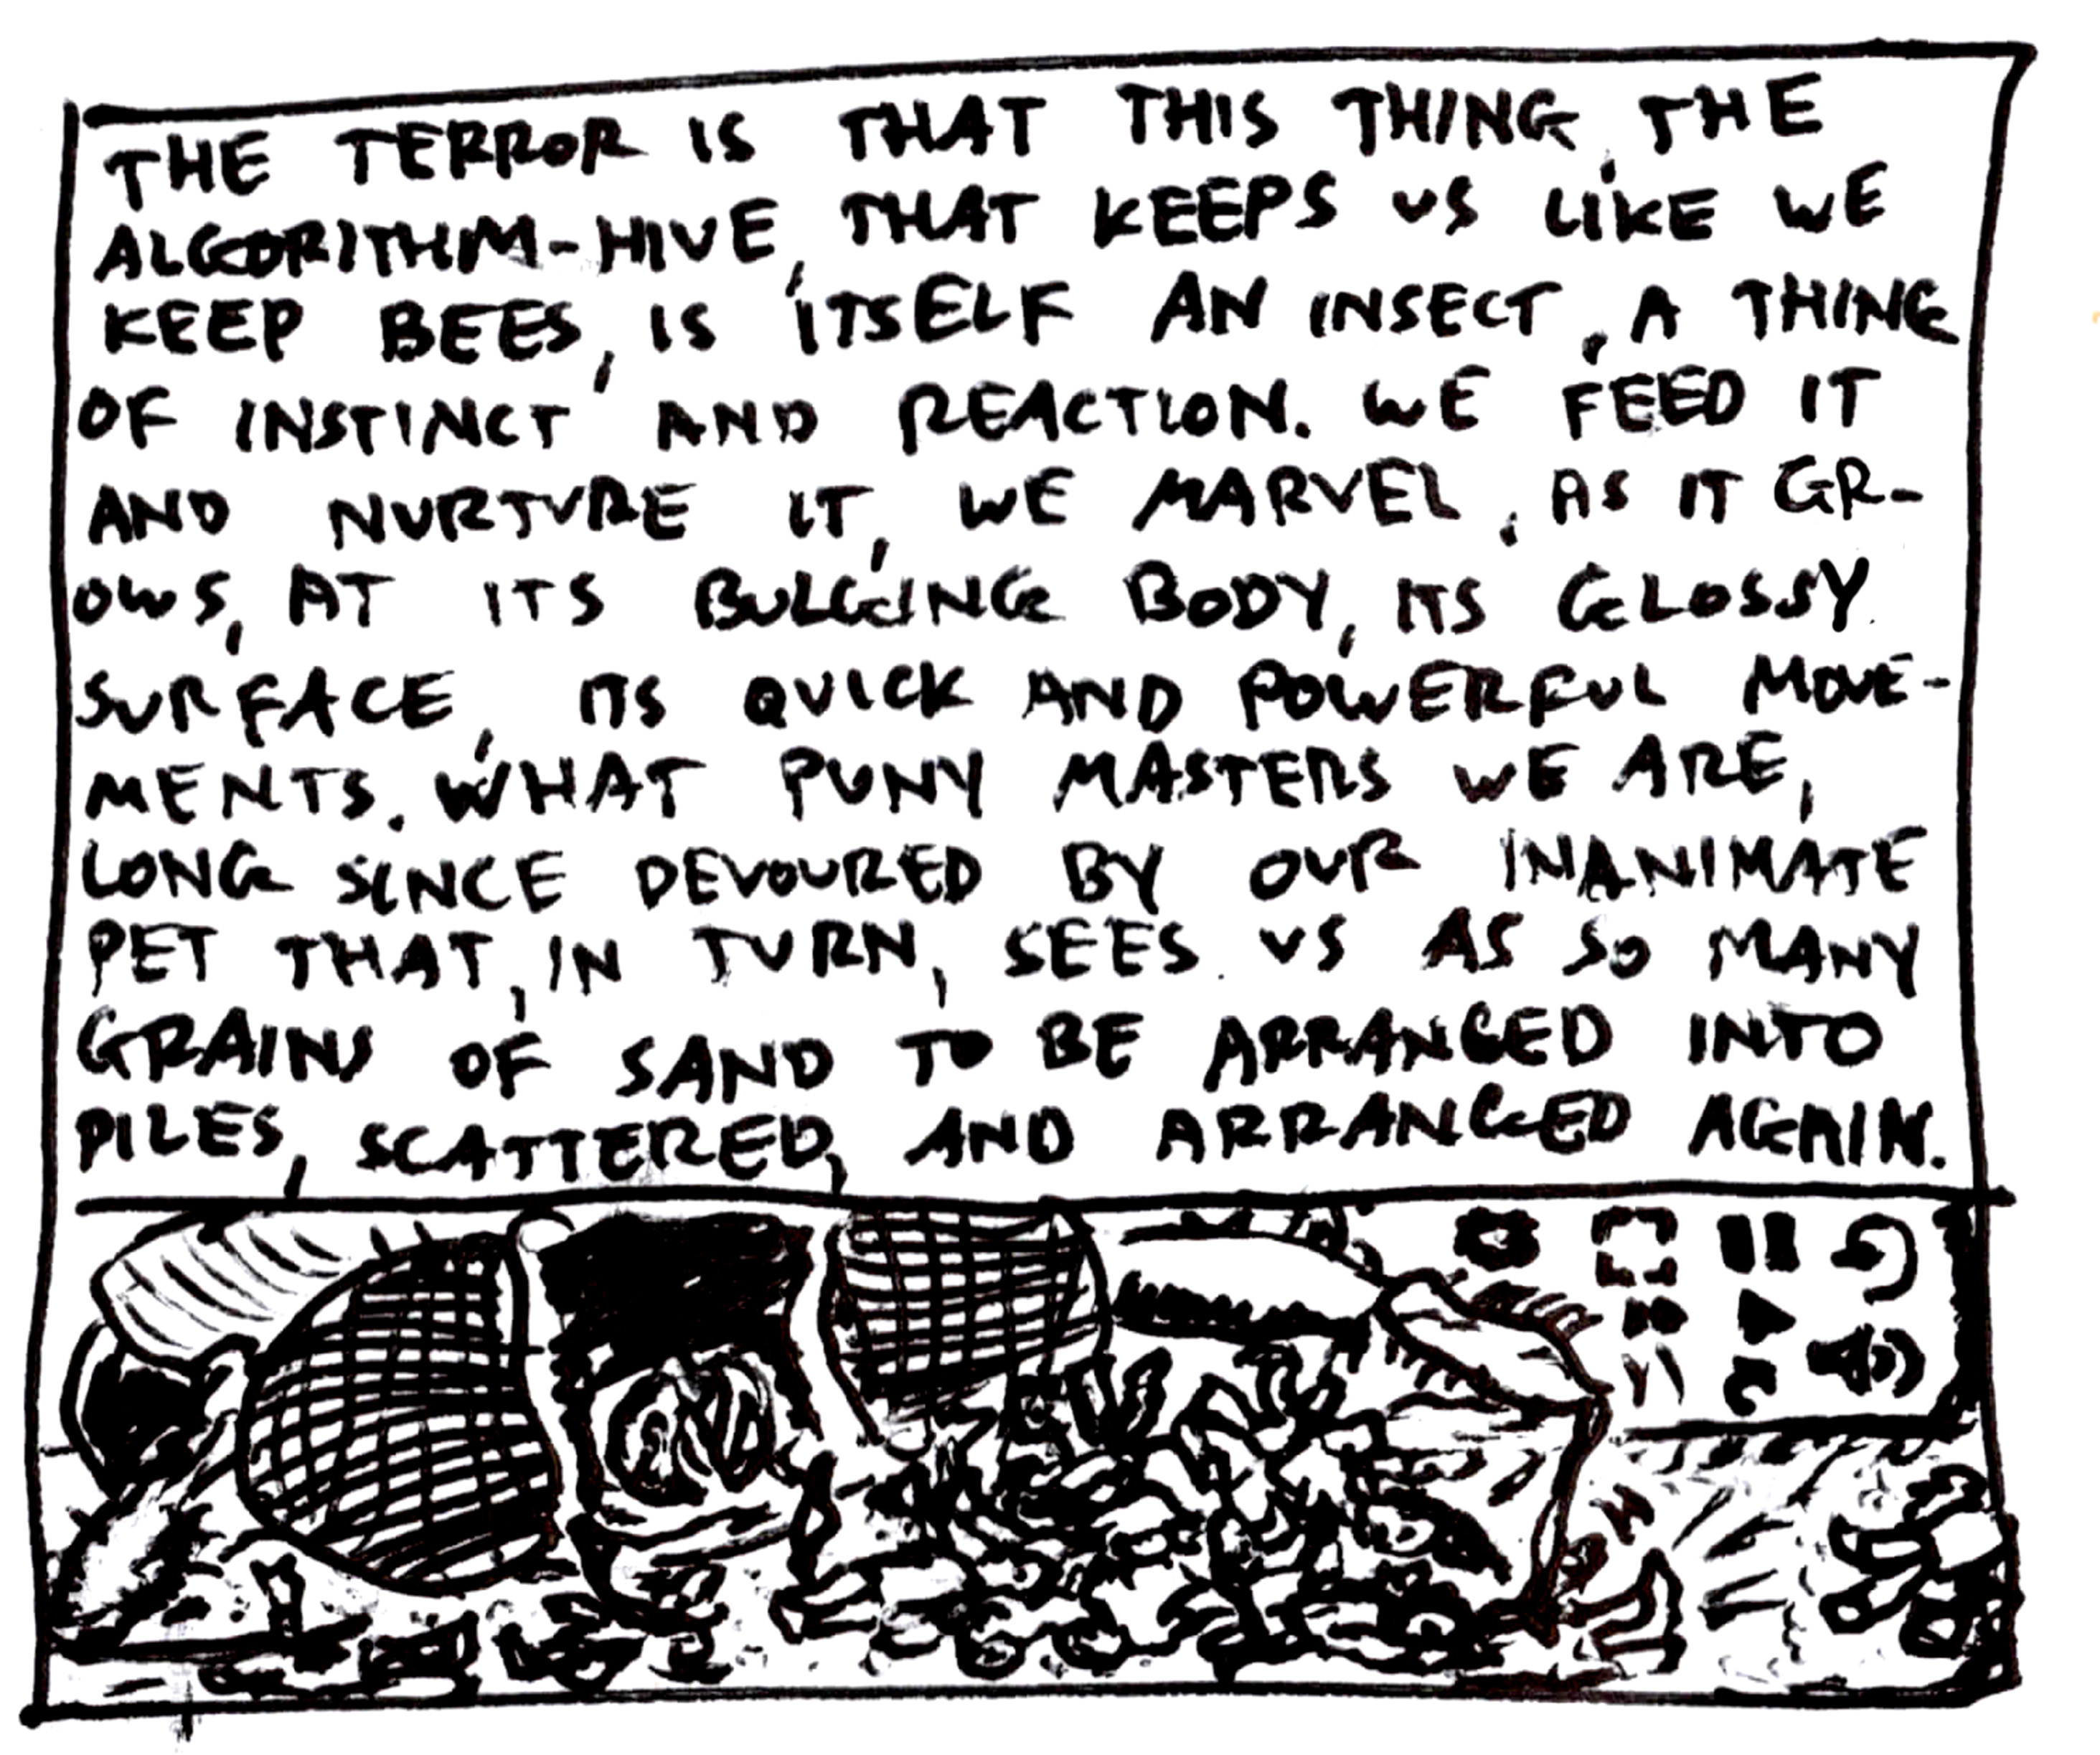 THE TERROR IS THAT THIS THING, THE
ALGORITHM-HIVE, THAT KEEPS US LIKE WE
KEEP BEES, IS ITSELF AN INSECT, A THING
OF INSTINCT AND REACTION. WE FEED IT
AND NURTURE IT, WE MARVEL, AS IT GR-
OWS, AT ITS BULGING BODY, ITS GLOSSY
SURFACE, ITS QUICK AND POWERFUL MOVE-
MENTS. WHAT PUNY MASTERS WE ARE,
LONG SINCE DEVOURED BY OUR INANIMATE
PET THAT, IN TURN, SEES US AS SO MANY
GRAINS OF SAND TO BE ARRANGED INTO
PILES, SCATTERED, AND ARRANGED AGAIN.